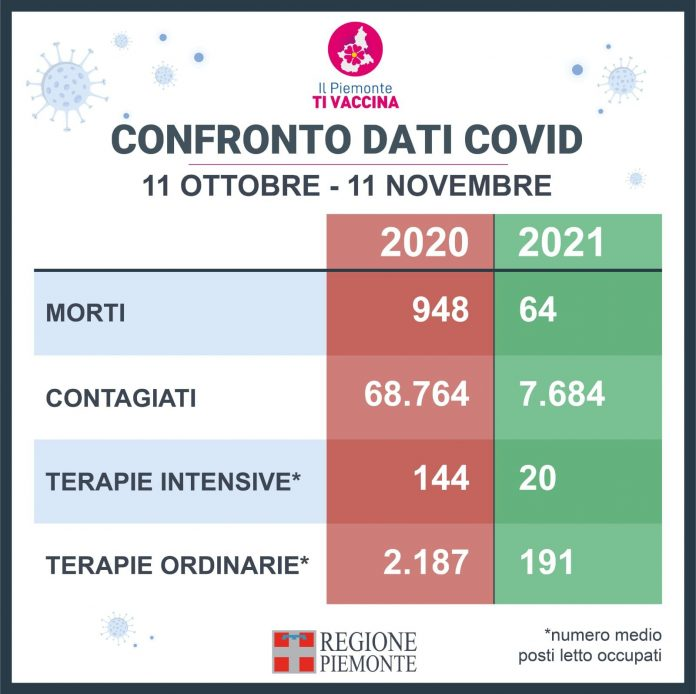 Il Piemonte
TI VACCINA
CONFRONTO DATI COVID
11 OTTOBRE - 11 NOVEMBRE
2020 2021
MORTI 948 64
CONTAGIATI 68.764 7.684
TERAPIE INTENSIVE* 144 20
TERAPIE ORDINARIE* 2.187 191
REGIONE
PIEMONTE
*numero medio
posti letto occupati